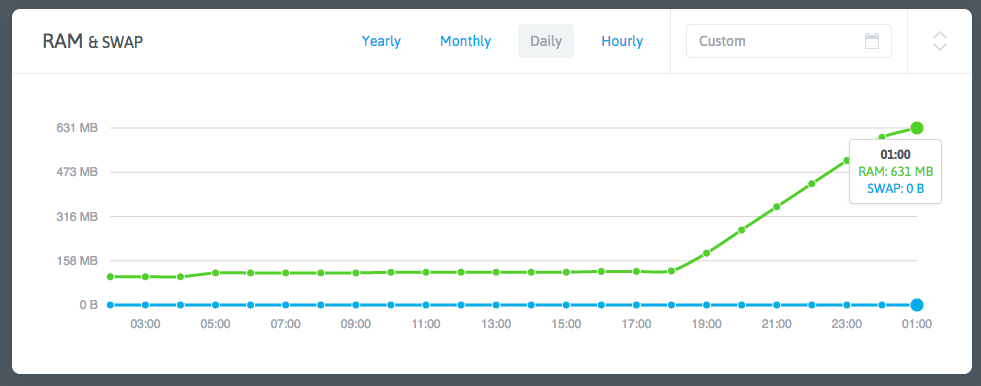 RAM & SWAP
Yearly Monthly Daily Hourly Custom
631 MB
01:00
RAM: 631 MB
SWAP: 0 B
473 MB
316 MB
158 MB
0 B
03:00 05:00 07:00 09:00 11:00 13:00 15:00 17:00 19:00 21:00 23:00 01:00